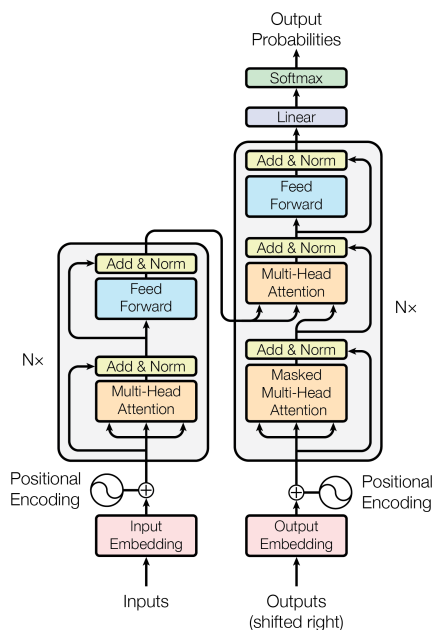 Output
Probabilities
Softmax
Linear
Add & Norm
Feed
Forward
Add & Norm
Multi-Head
Attention
Add & Norm
Masked
Multi-Head
Attention
N×
Add & Norm
Feed
Forward
Add & Norm
Multi-Head
Attention
N×
Positional
Encoding
Input
Embedding
Inputs
Positional
Encoding
Output
Embedding
Outputs
(shifted right)